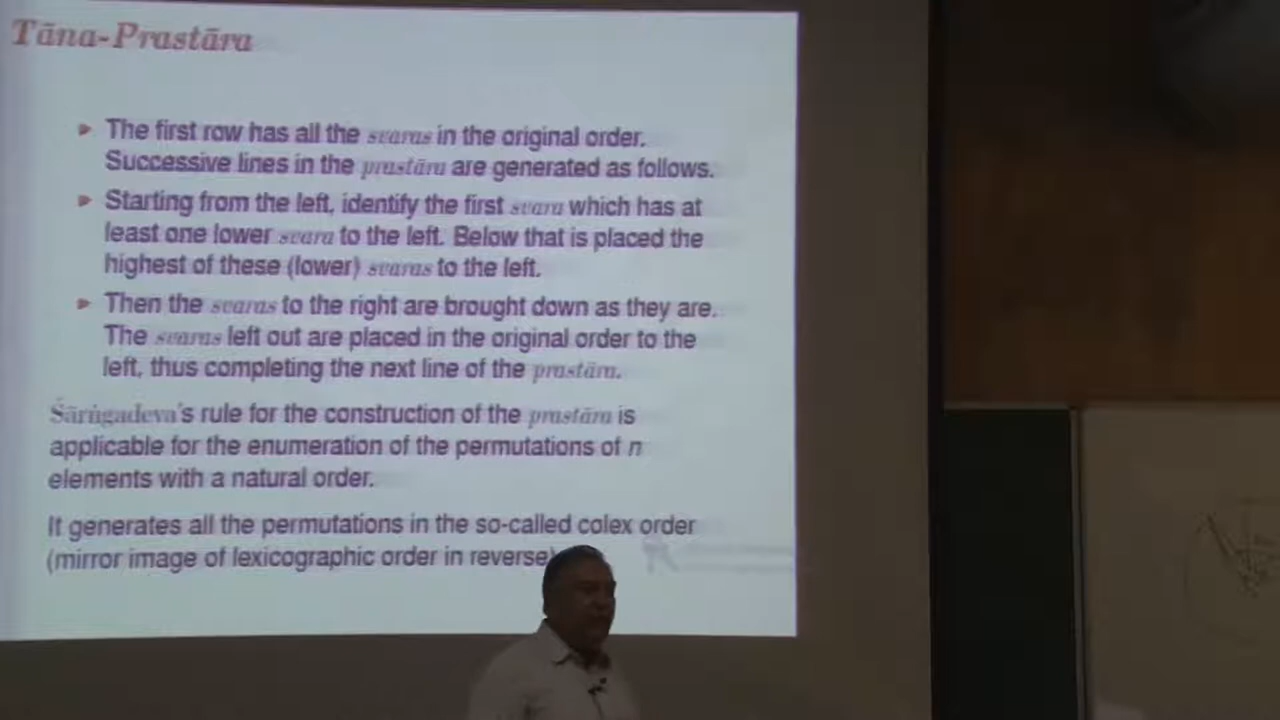 Tāna-Prastāra
▸ The first row has all the svaras in the original order.
Successive lines in the prastāra are generated as follows.
▸ Starting from the left, identify the first svara which has at
least one lower svara to the left. Below that is placed the
highest of these (lower) svaras to the left.
▸ Then the svaras to the right are brought down as they are.
The svaras left out are placed in the original order to the
left, thus completing the next line of the prastāra.
Śārṅgadeva's rule for the construction of the prastāra is
applicable for the enumeration of the permutations of n
elements with a natural order.
It generates all the permutations in the so-called colex order
(mirror image of lexicographic order in reverse)